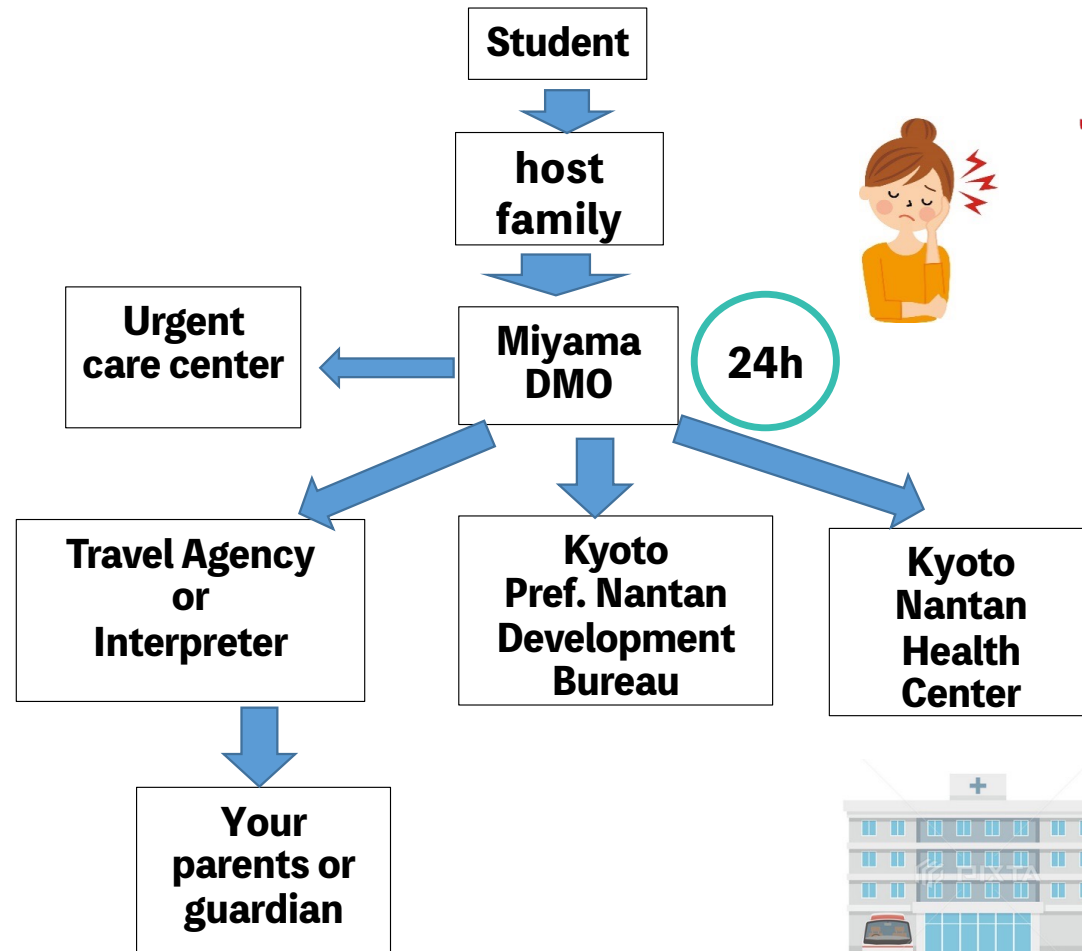 Student
host
family
Urgent
care center
Miyama
DMO
24h
Travel Agency
or
Interpreter
Kyoto
Pref. Nantan
Development
Bureau
Kyoto
Nantan
Health
Center
Your
parents or
guardian
PIXTA